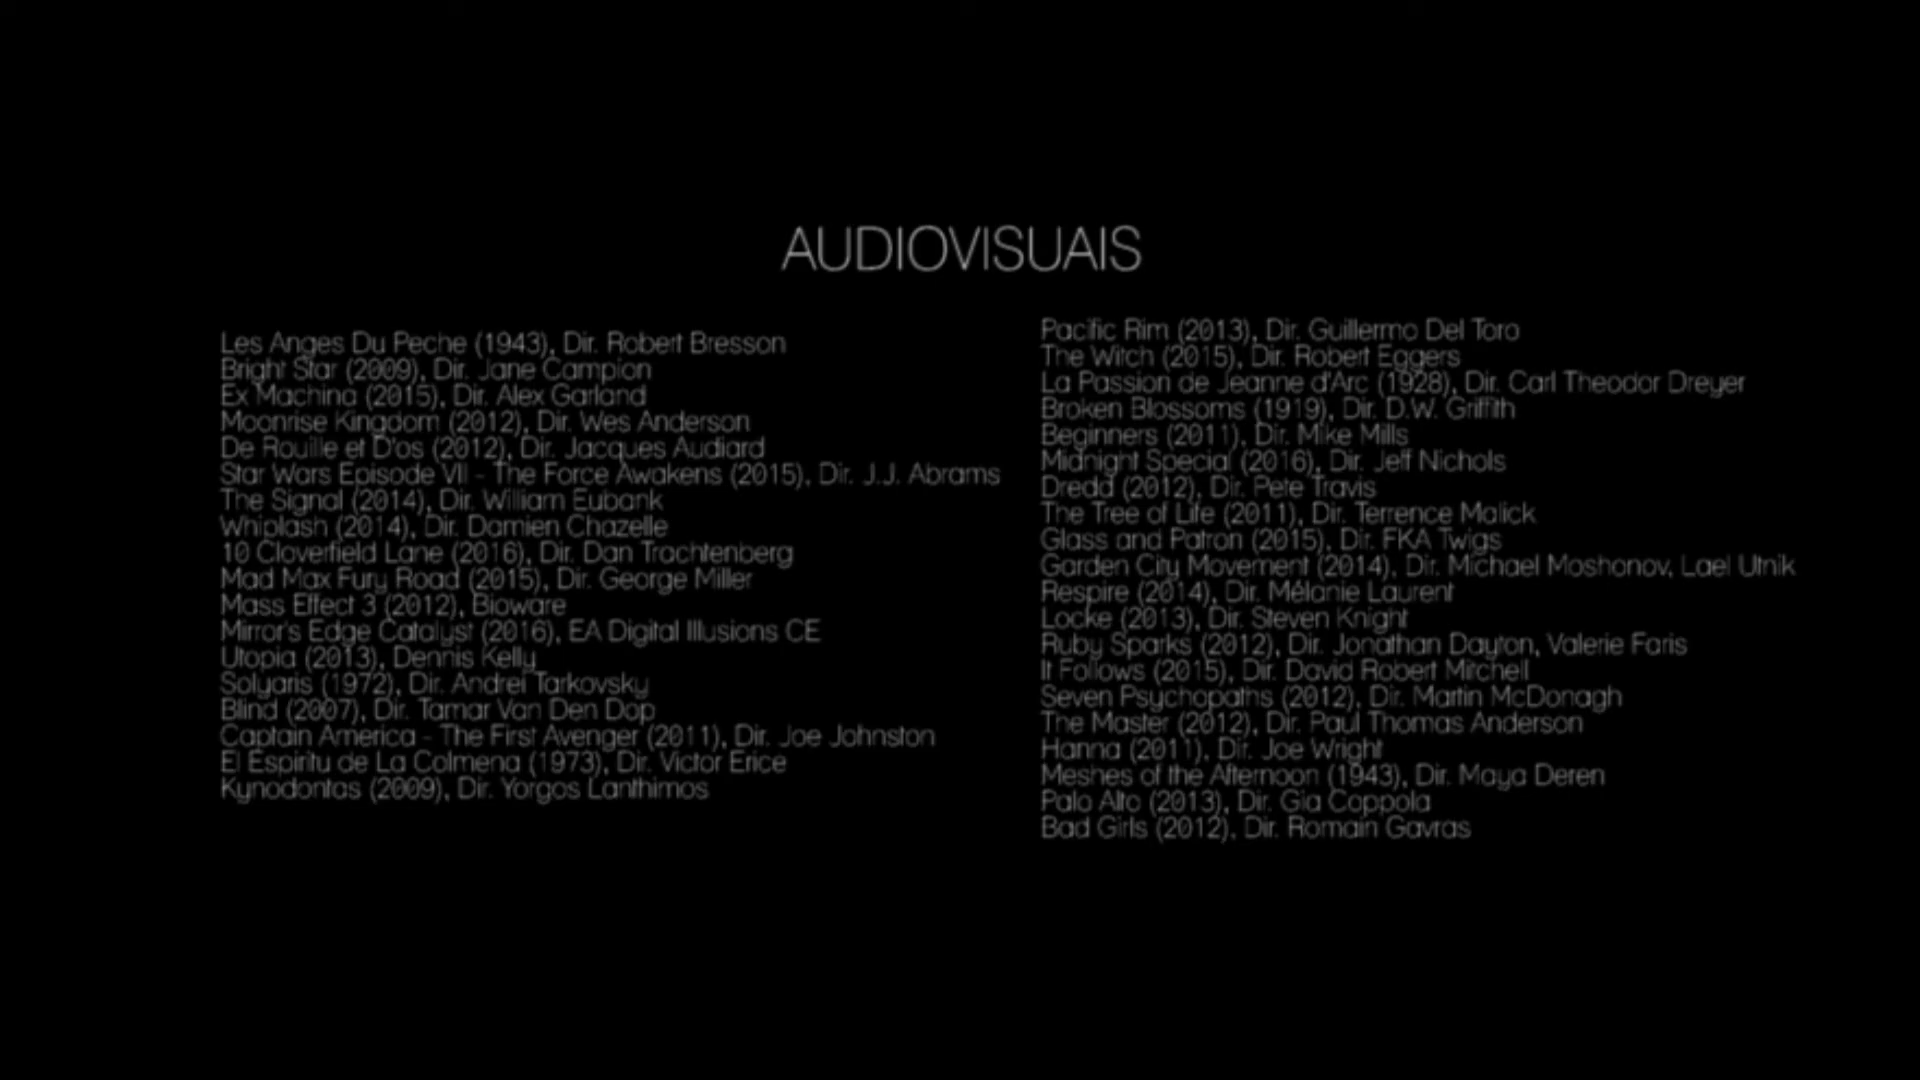 AUDIOVISUAIS
Les Anges Du Peche (1943), Dir. Robert Bresson
Bright Star (2009), Dir. Jane Campion
Ex Machina (2015), Dir. Alex Garland
Moonrise Kingdom (2012), Dir. Wes Anderson
De Rouille et D'os (2012), Dir. Jacques Audiard
Star Wars Episode VII - The Force Awakens (2015), Dir. J.J. Abrams
The Signal (2014), Dir. William Eubank
Whiplash (2014), Dir. Damien Chazelle
10 Cloverfield Lane (2016), Dir. Dan Trachtenberg
Mad Max Fury Road (2015), Dir. George Miller
Mass Effect 3 (2012), Bioware
Mirror's Edge Catalyst (2016), EA Digital Illusions CE
Utopia (2013), Dennis Kelly
Solyaris (1972), Dir. Andrei Tarkovsky
Blind (2007), Dir. Tamar Van Den Dop
Captain America - The First Avenger (2011), Dir. Joe Johnston
El Espiritu de La Colmena (1973), Dir. Victor Erice
Kynodontas (2009), Dir. Yorgos Lanthimos
Pacific Rim (2013), Dir. Guillermo Del Toro
The Witch (2015), Dir. Robert Eggers
La Passion de Jeanne d'Arc (1928), Dir. Carl Theodor Dreyer
Broken Blossoms (1919), Dir. D.W. Griffith
Beginners (2011), Dir. Mike Mills
Midnight Special (2016), Dir. Jeff Nichols
Dredd (2012), Dir. Pete Travis
The Tree of Life (2011), Dir. Terrence Malick
Glass and Patron (2015), Dir. FKA Twigs
Garden City Movement (2014), Dir. Michael Moshonov, Lael Utnik
Respire (2014), Dir. Mélanie Laurent
Locke (2013), Dir. Steven Knight
Ruby Sparks (2012), Dir. Jonathan Dayton, Valerie Faris
It Follows (2015), Dir. David Robert Mitchell
Seven Psychopaths (2012), Dir. Martin McDonagh
The Master (2012), Dir. Paul Thomas Anderson
Hanna (2011), Dir. Joe Wright
Meshes of the Afternoon (1943), Dir. Maya Deren
Palo Alto (2013), Dir. Gia Coppola
Bad Girls (2012), Dir. Romain Gavras